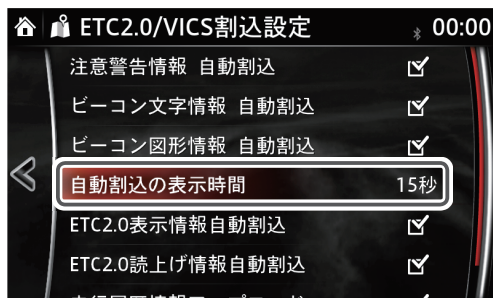 ETC2.0/VICS割込設定 00:00
注意警告情報 自動割込
ビーコン文字情報 自動割込
ビーコン図形情報 自動割込
自動割込の表示時間 15秒
ETC2.0表示情報自動割込
ETC2.0読上げ情報自動割込